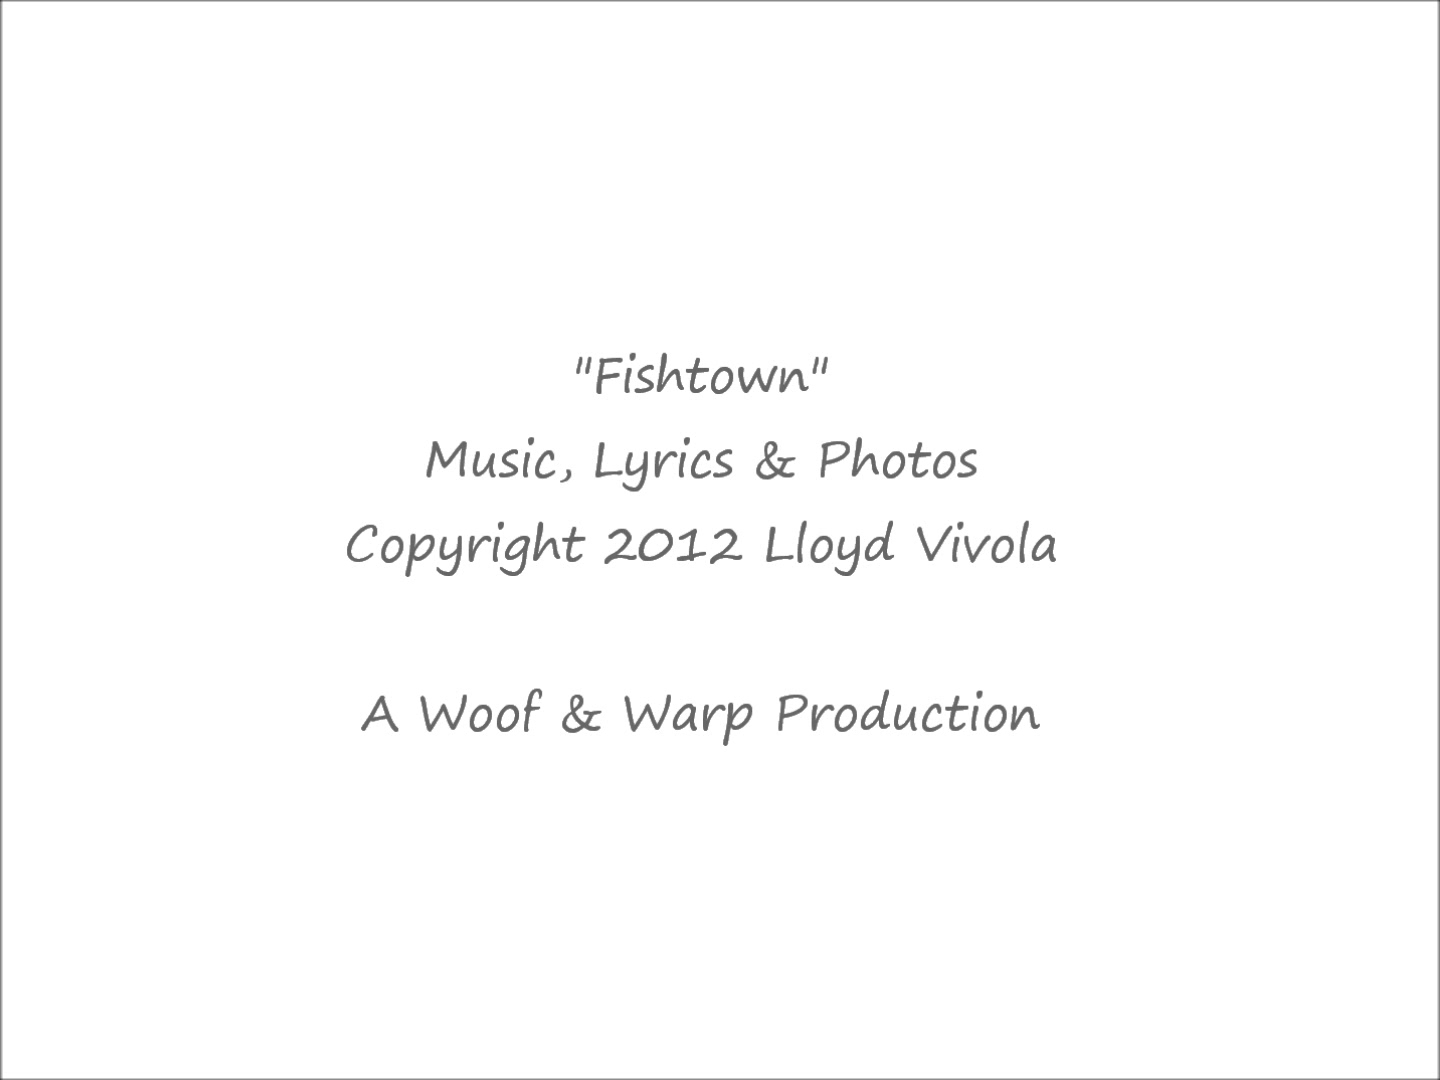 "Fishtown"
Music, Lyrics & Photos
Copyright 2012 Lloyd Vivola
A Woof & Warp Production